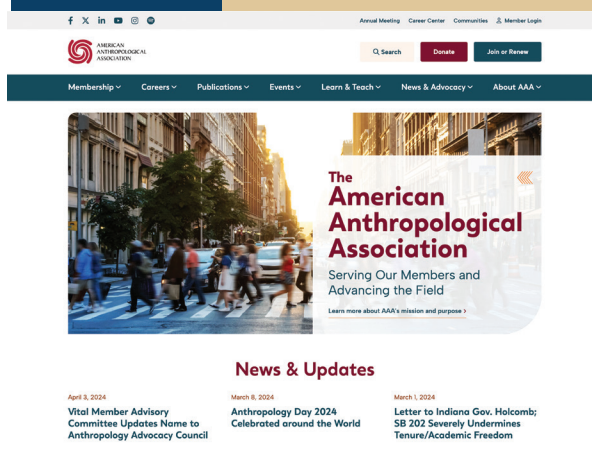 Annual Meeting Career Center Communities Member Login
AMERICAN
ANTHROPOLOGICAL
ASSOCIATION
Search Donate Join or Renew
Membership Careers Publications Events Learn & Teach News & Advocacy About AAA
The
American
Anthropological
Association
Serving Our Members and
Advancing the Field
Learn more about AAA's mission and purpose
News & Updates
April 3, 2024
Vital Member Advisory
Committee Updates Name to
Anthropology Advocacy Council
March 8, 2024
Anthropology Day 2024
Celebrated around the World
March 1, 2024
Letter to Indiana Gov. Holcomb;
SB 202 Severely Undermines
Tenure/Academic Freedom